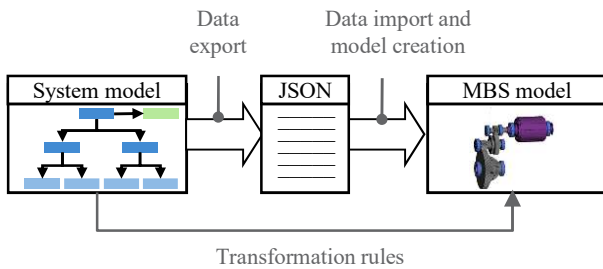 Data
export
Data import and
model creation
System model
JSON
MBS model
Transformation rules